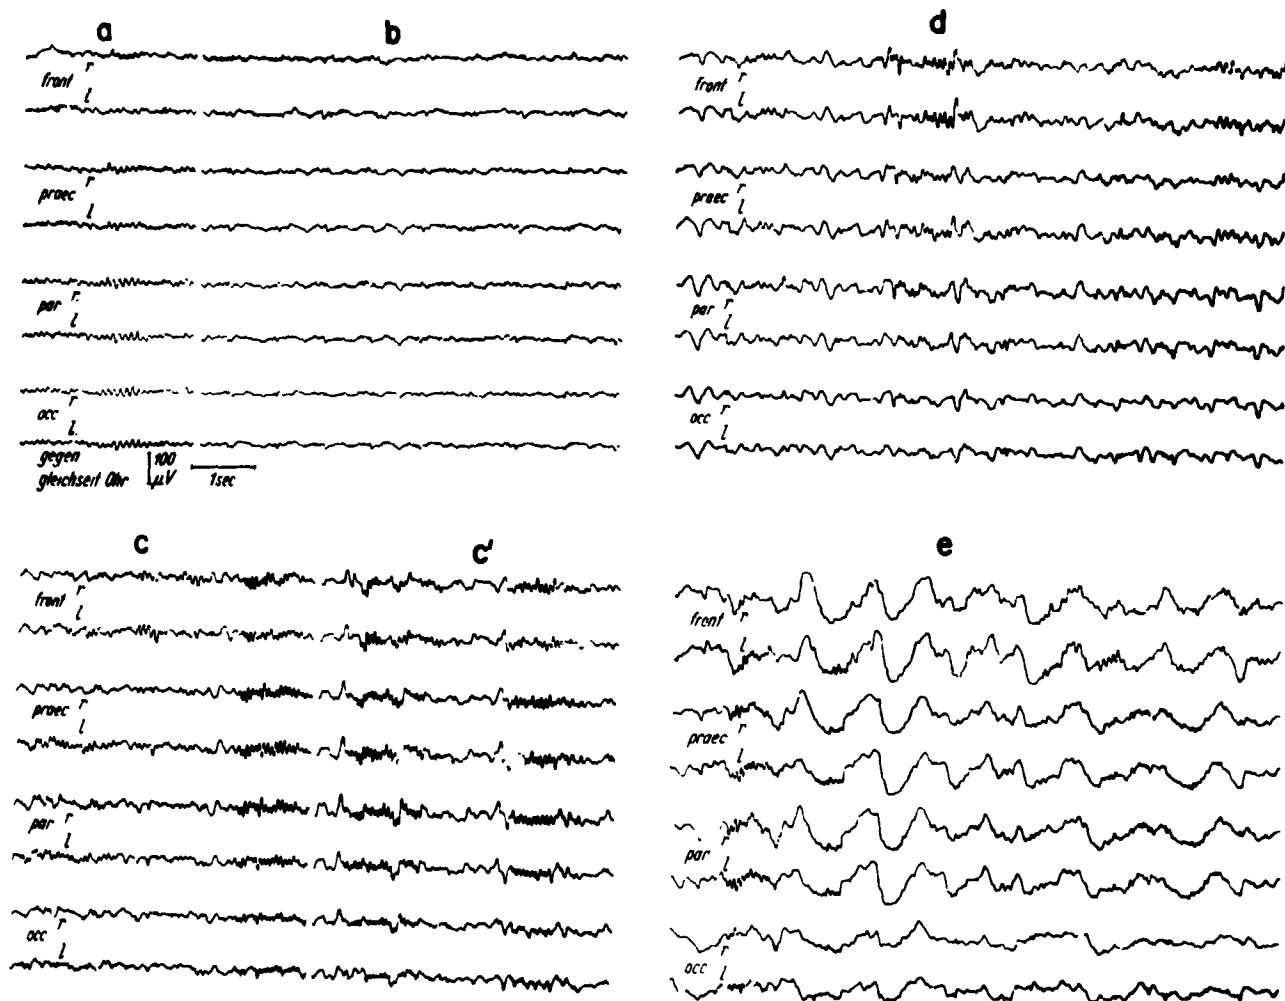 a b
front r
l
praec r
l
par r.
l
occ r
l.
gegen
gleichseit Ohr
100
µV
1sec
d
front r
l
praec r
l
par r
l
occ r
l
c c'
front r
l
praec r
l
par r
l
occ r
l
e
front r
l
praec r
l
par
l
occ r
l